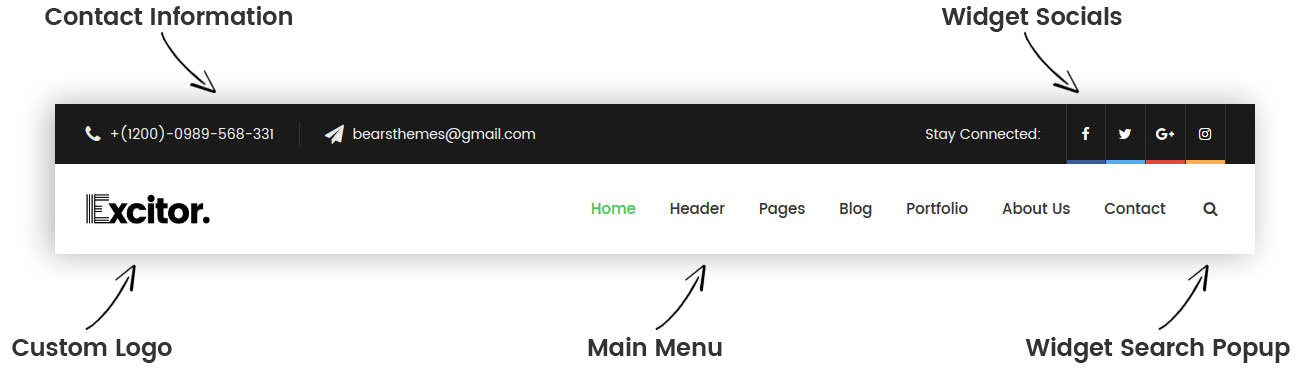 Contact Information Widget Socials
+(1200)-0989-568-331 bearsthemes@gmail.com Stay Connected: f G+
Excitor. Home Header Pages Blog Portfolio About Us Contact
Custom Logo Main Menu Widget Search Popup